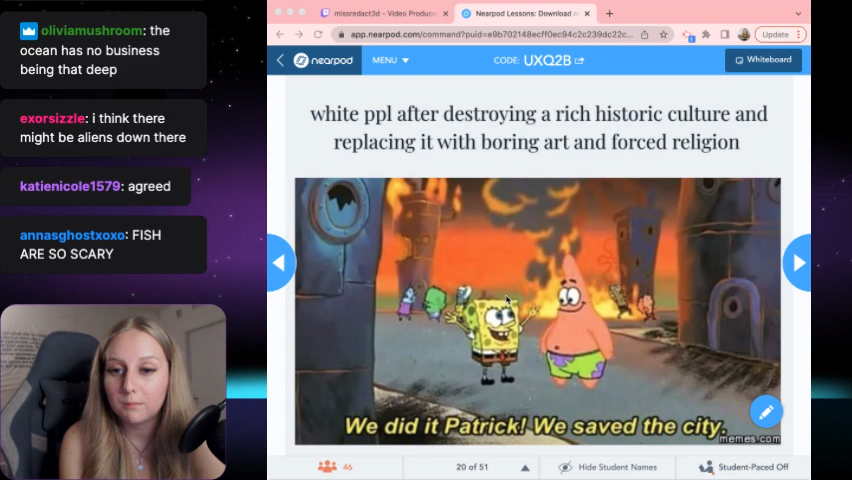 oliviamushroom: the
ocean has no business
being that deep
exorsizzle: i think there
might be aliens down there
katienicole1579: agreed
annasghostxoxo: FISH
ARE SO SCARY
missredact3d - Video Produce
Nearpod Lessons: Download
app.nearpod.com/command?puid=e9b702148ecff0ec94c2c239dc22c...
Update
nearpod
MENU
CODE: UXQ2B
Whiteboard
white ppl after destroying a rich historic culture and
replacing it with boring art and forced religion
We did it Patrick! We saved the city.
memes.com
46
20 of 51
Hide Student Names
Student-Paced Off